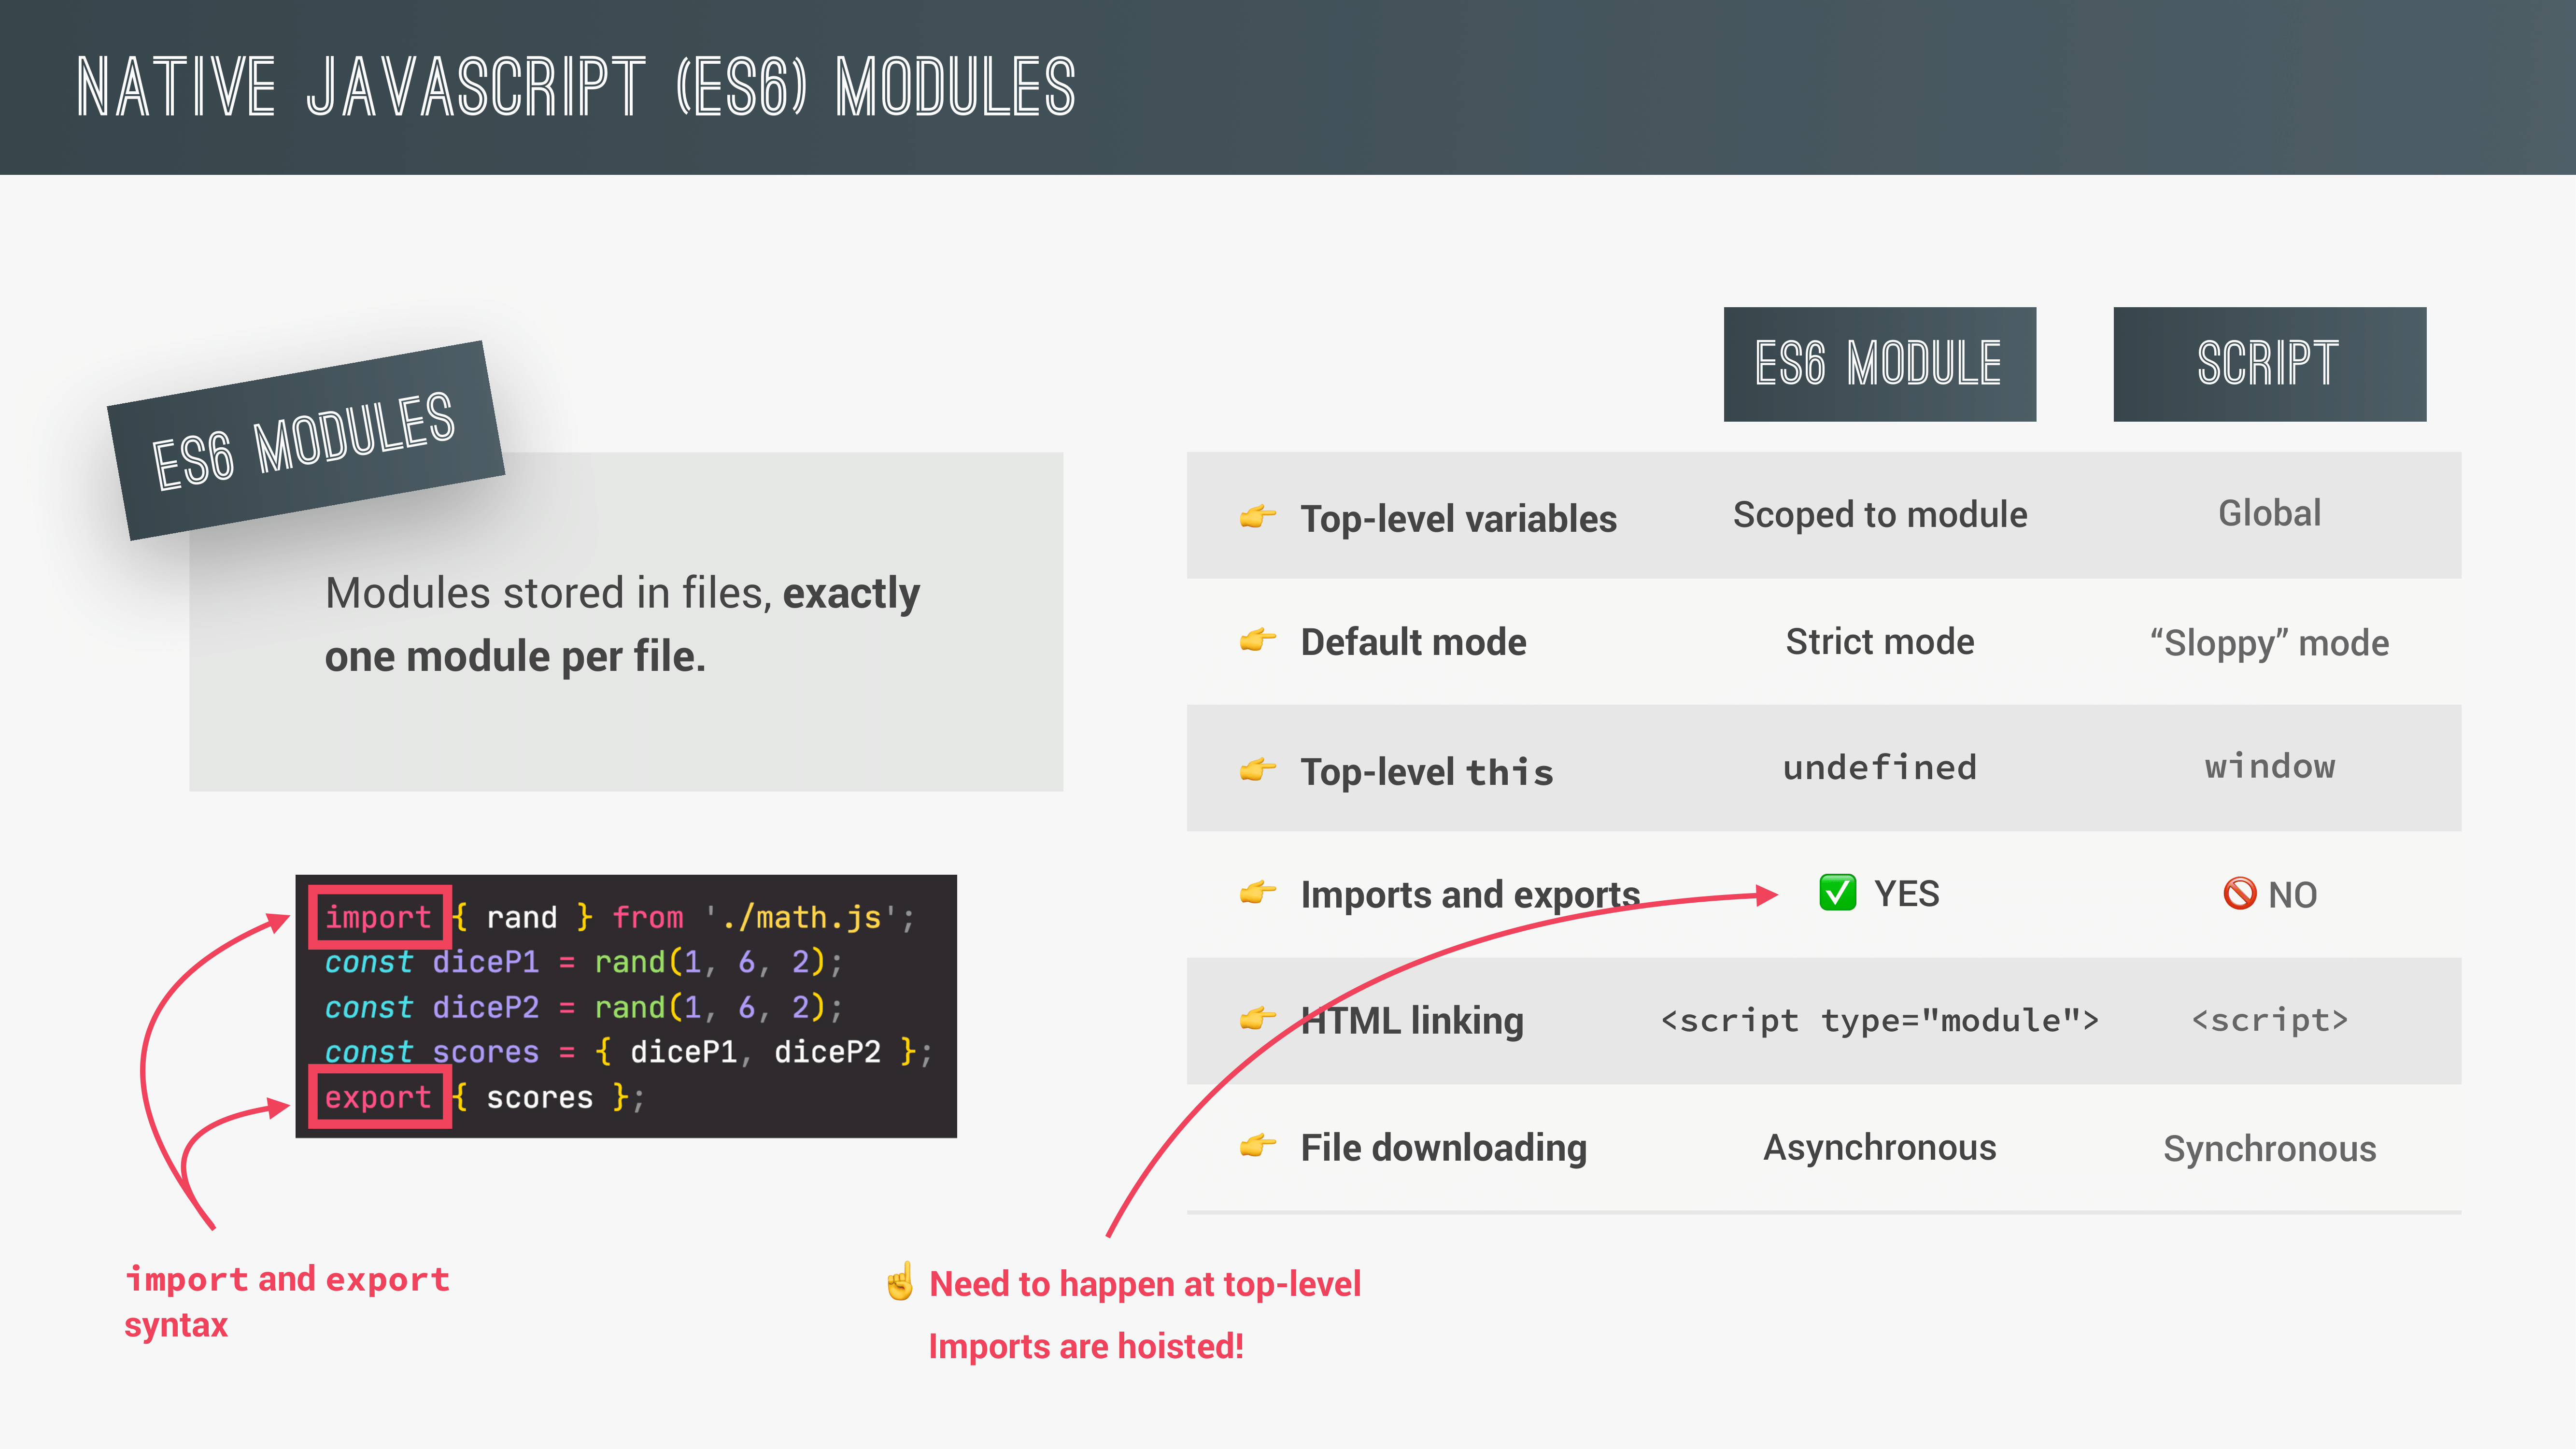 NATIVE JAVASCRIPT (ES6) MODULES
ES6 MODULES
Modules stored in files, exactly
one module per file.
import { rand } from './math.js';
const diceP1 = rand(1, 6, 2);
const diceP2 = rand(1, 6, 2);
const scores = { diceP1, diceP2 };
export { scores };
import and export
syntax
ES6 MODULE SCRIPT
👉 Top-level variables Scoped to module Global
👉 Default mode Strict mode “Sloppy” mode
👉 Top-level this undefined window
👉 Imports and exports ✅ YES 🚫 NO
👉 HTML linking <script type="module"> <script>
👉 File downloading Asynchronous Synchronous
☝️ Need to happen at top-level
Imports are hoisted!